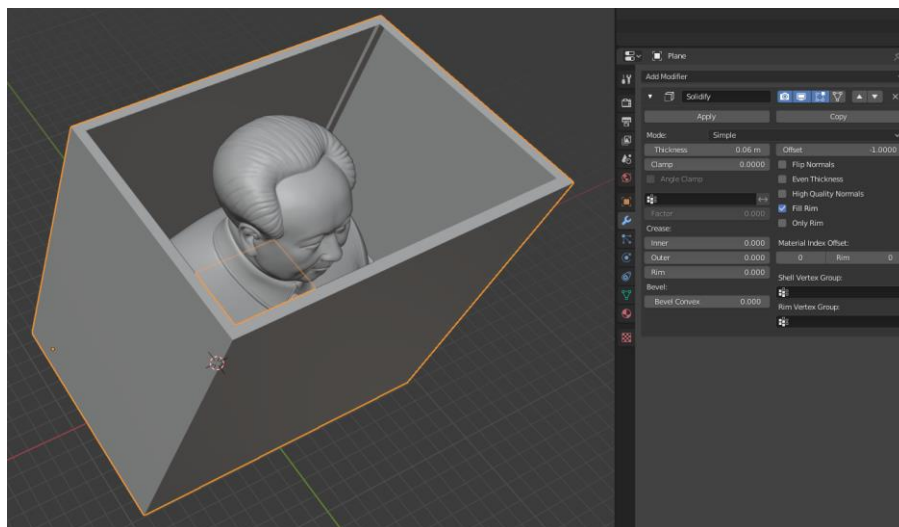 Plane
Add Modifier
Solidify
Apply Copy
Mode: Simple
Thickness 0.06 m Offset -1.0000
Clamp 0.0000 Flip Normals
Angle Clamp Even Thickness
High Quality Normals
Factor 0.000 Fill Rim
Only Rim
Crease:
Inner 0.000 Material Index Offset:
Outer 0.000 0 Rim 0
Rim 0.000 Shell Vertex Group:
Bevel:
Bevel Convex 0.000 Rim Vertex Group: